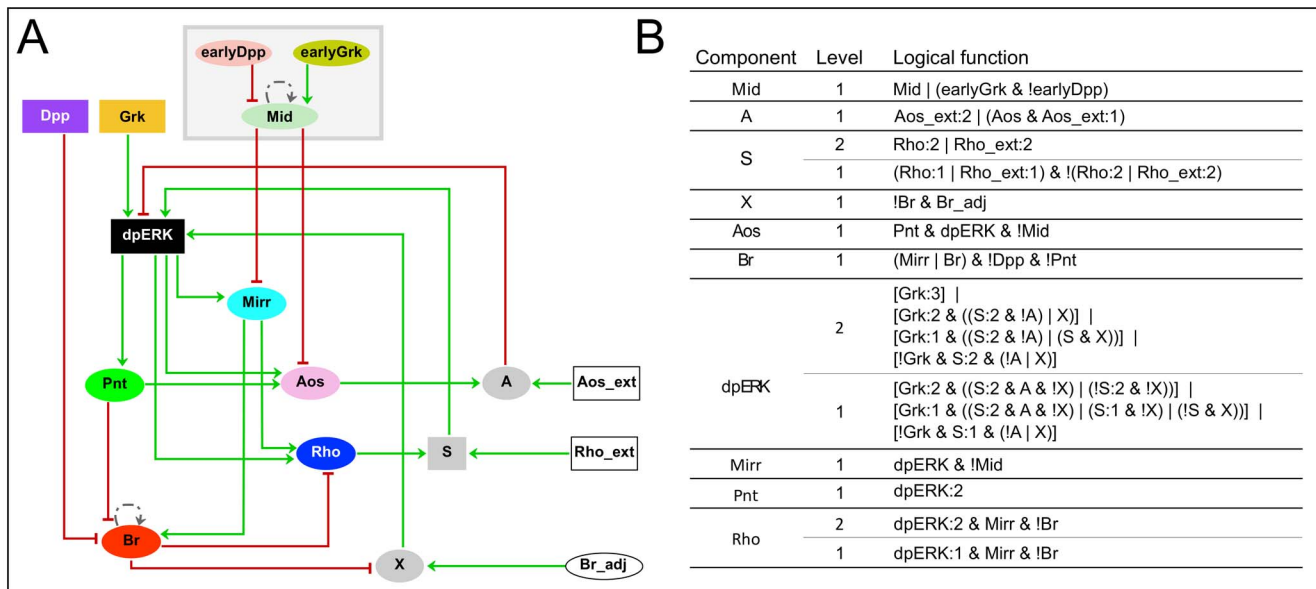 A
earlyDpp
earlyGrk
Mid
Dpp
Grk
dpERK
Mirr
Pnt
Aos
A
Aos_ext
Rho
S
Rho_ext
Br
X
Br_adj
B
Component Level Logical function
Mid 1 Mid | (earlyGrk & !earlyDpp)
A 1 Aos_ext:2 | (Aos & Aos_ext:1)
S
2 Rho:2 | Rho_ext:2
1 (Rho:1 | Rho_ext:1) & !(Rho:2 | Rho_ext:2)
X 1 !Br & Br_adj
Aos 1 Pnt & dpERK & !Mid
Br 1 (Mirr | Br) & !Dpp & !Pnt
dpERK
2
[Grk:3] |
[Grk:2 & ((S:2 & !A) | X)] |
[Grk:1 & ((S:2 & !A) | (S & X))] |
[!Grk & S:2 & (!A | X)]
1
[Grk:2 & ((S:2 & A & !X) | (!S:2 & !X))] |
[Grk:1 & ((S:2 & A & !X) | (S:1 & !X) | (!S & X))] |
[!Grk & S:1 & (!A | X)]
Mirr 1 dpERK & !Mid
Pnt 1 dpERK:2
Rho
2 dpERK:2 & Mirr & !Br
1 dpERK:1 & Mirr & !Br